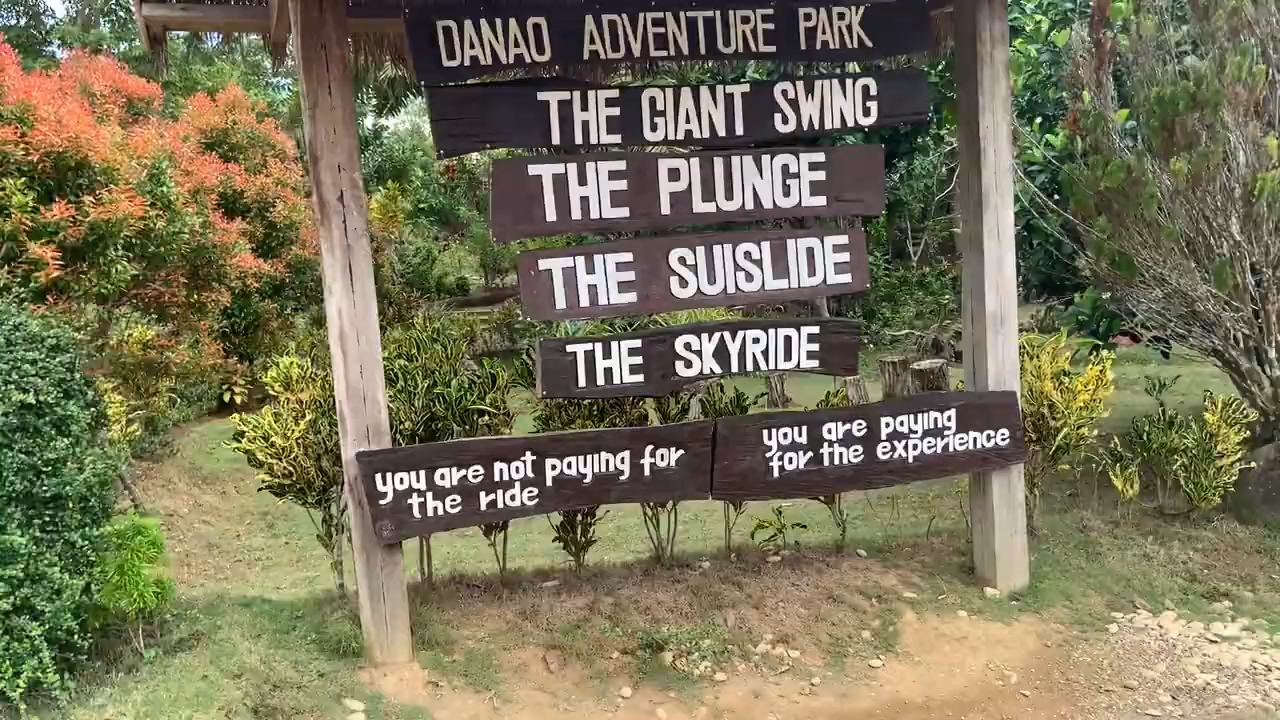 DANAO ADVENTURE PARK
THE GIANT SWING
THE PLUNGE
THE SUISLIDE
THE SKYRIDE
you are not paying for
the ride
you are paying
for the experience